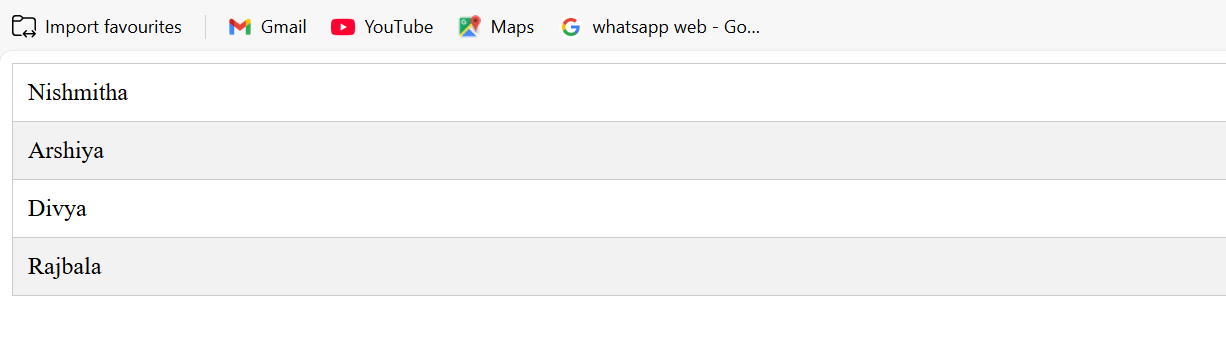 Import favourites Gmail YouTube Maps whatsapp web - Go...
Nishmitha
Arshiya
Divya
Rajbala